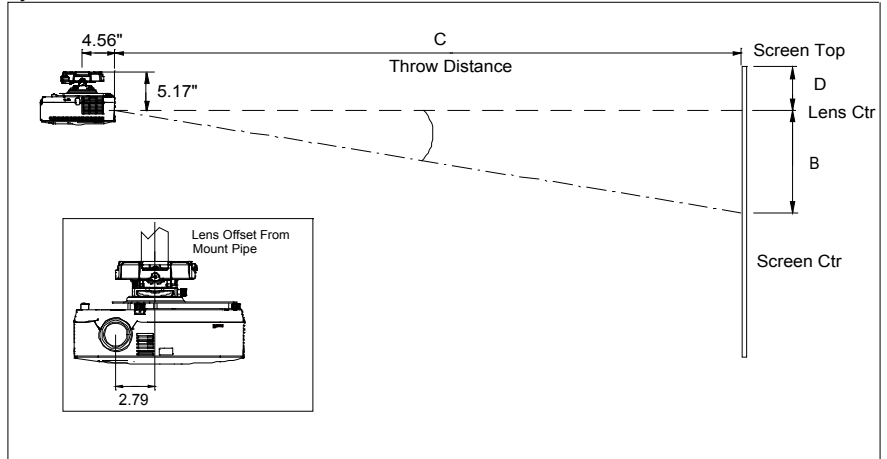 4.56"
C
Throw Distance
Screen Top
5.17"
D
Lens Ctr
B
Lens Offset From
Mount Pipe
Screen Ctr
2.79